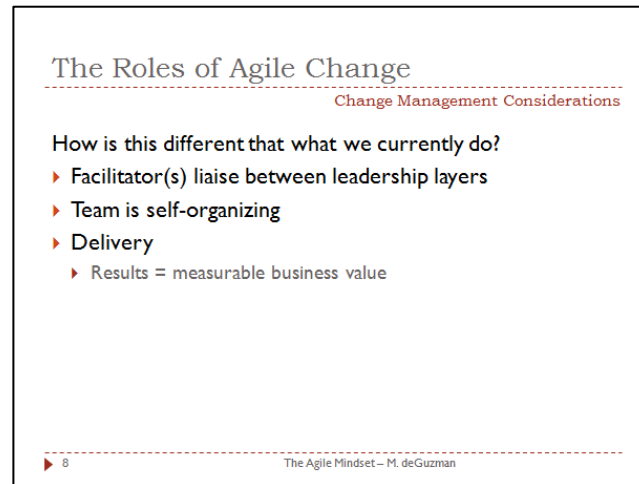 The Roles of Agile Change
Change Management Considerations
How is this different that what we currently do?
Facilitator(s) liaise between leadership layers
Team is self-organizing
Delivery
Results = measurable business value
8
The Agile Mindset – M. deGuzman